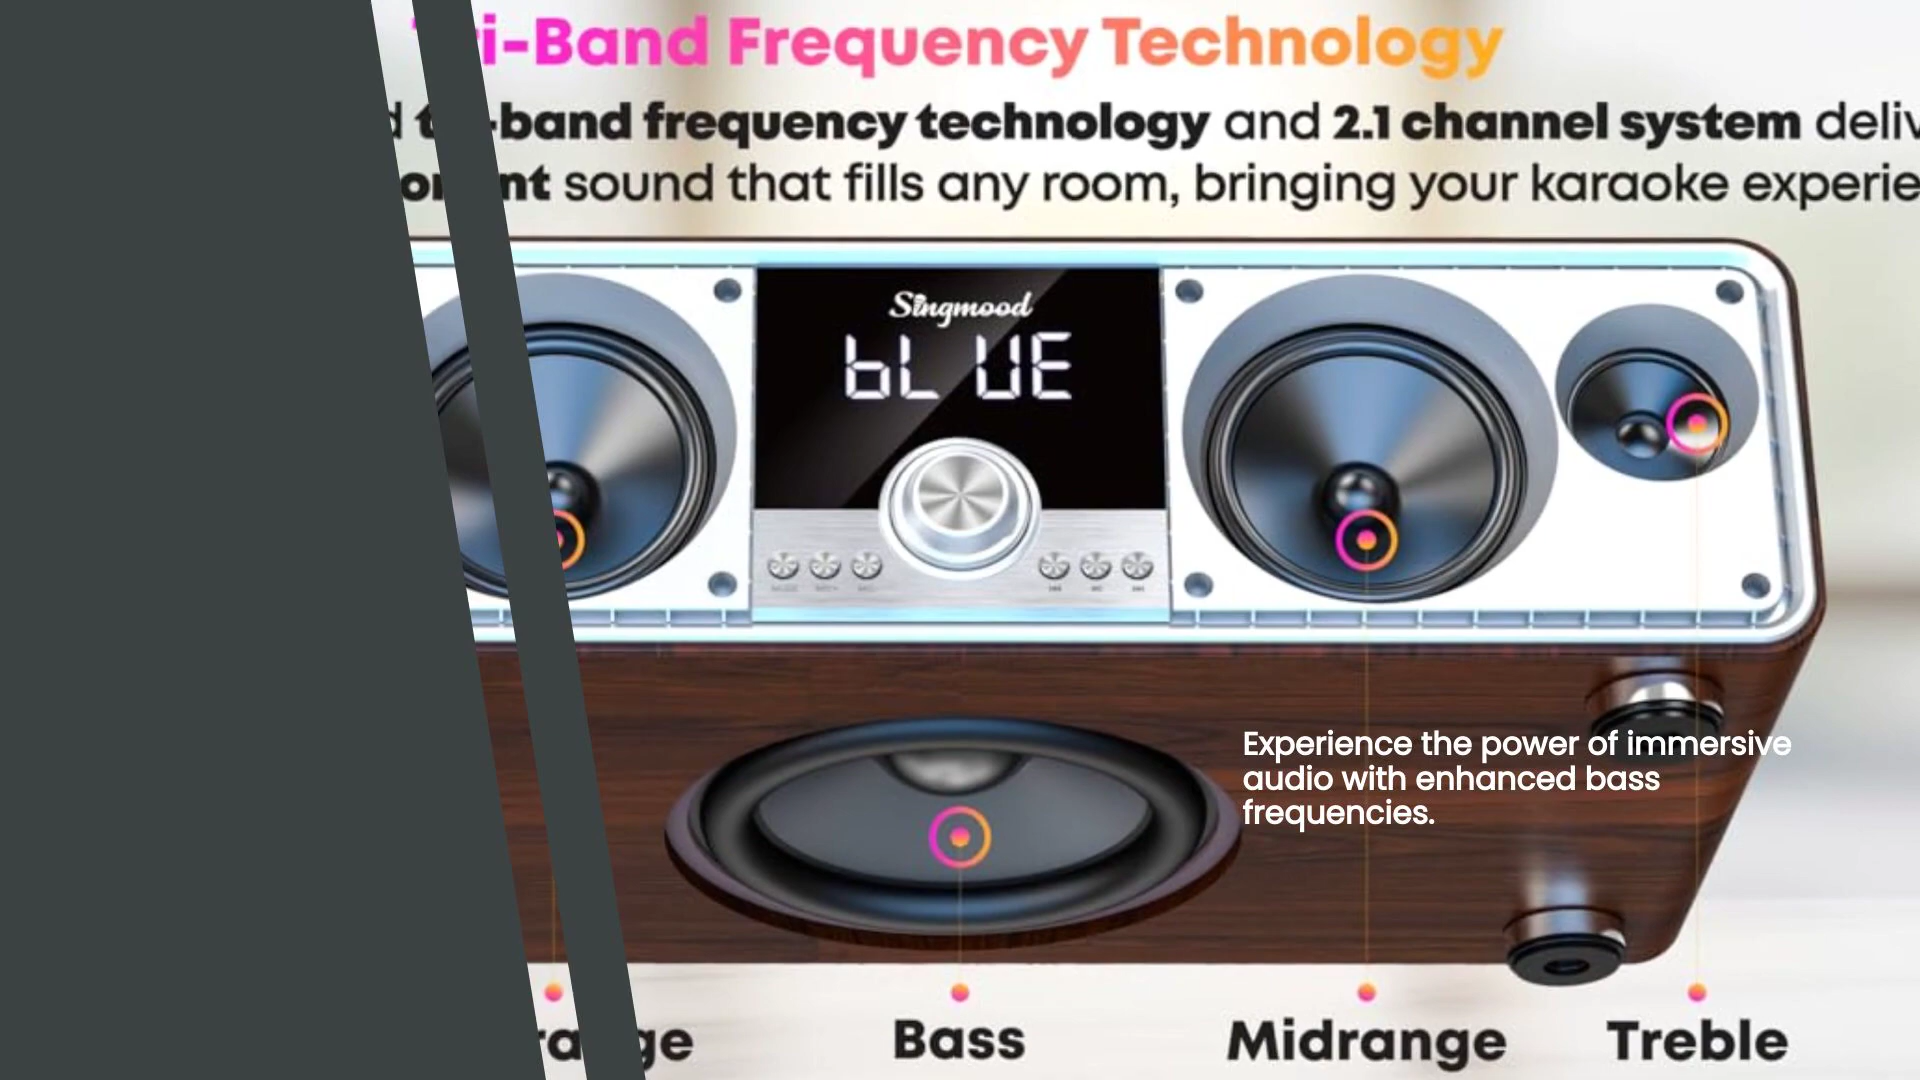 i-Band Frequency Technology
-band frequency technology and 2.1 channel system deliv
nt sound that fills any room, bringing your karaoke experie
Singmood
bL UE
Experience the power of immersive
audio with enhanced bass
frequencies.
Bass Midrange Treble